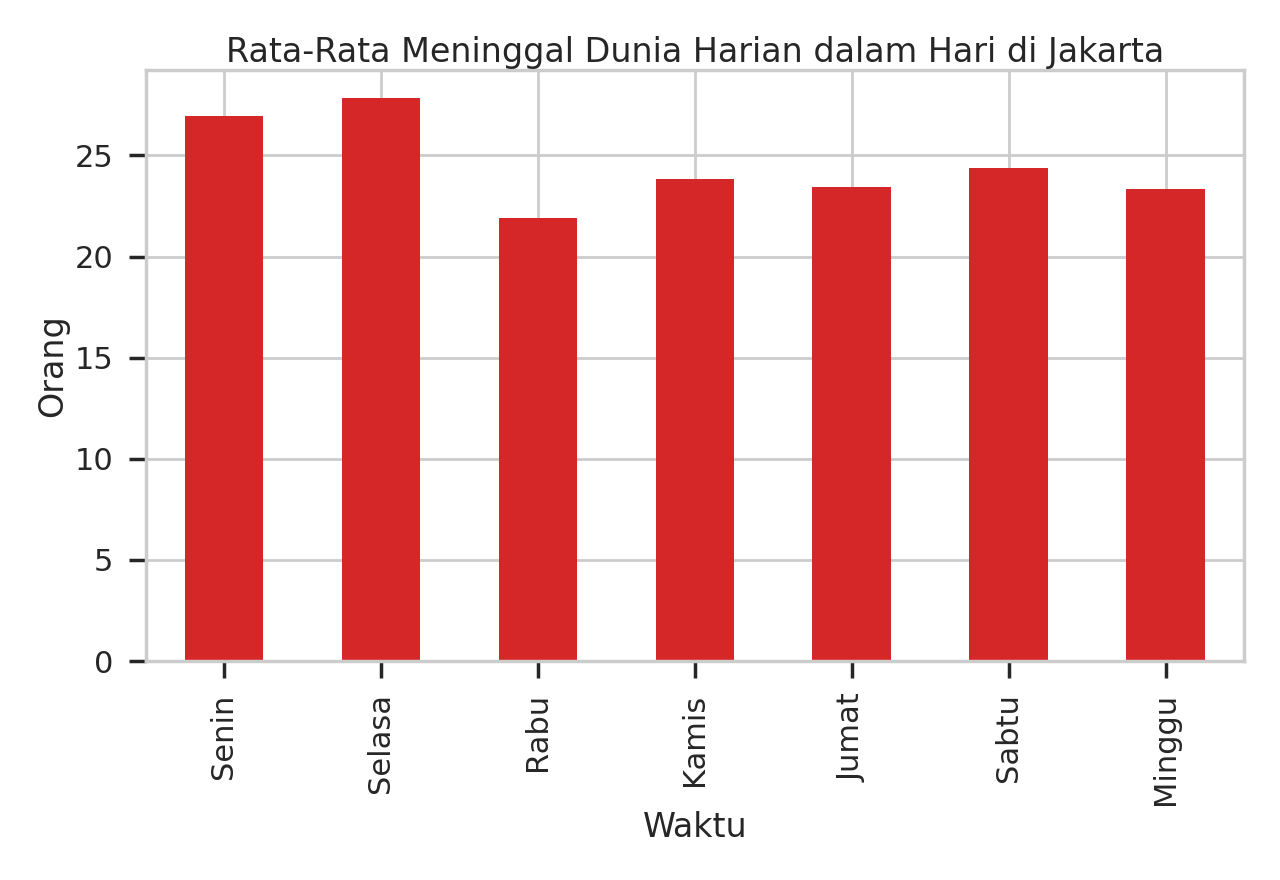 Rata-Rata Meninggal Dunia Harian dalam Hari di Jakarta
Orang
25
20
15
10
5
0
Senin
Selasa
Rabu
Kamis
Jumat
Sabtu
Minggu
Waktu